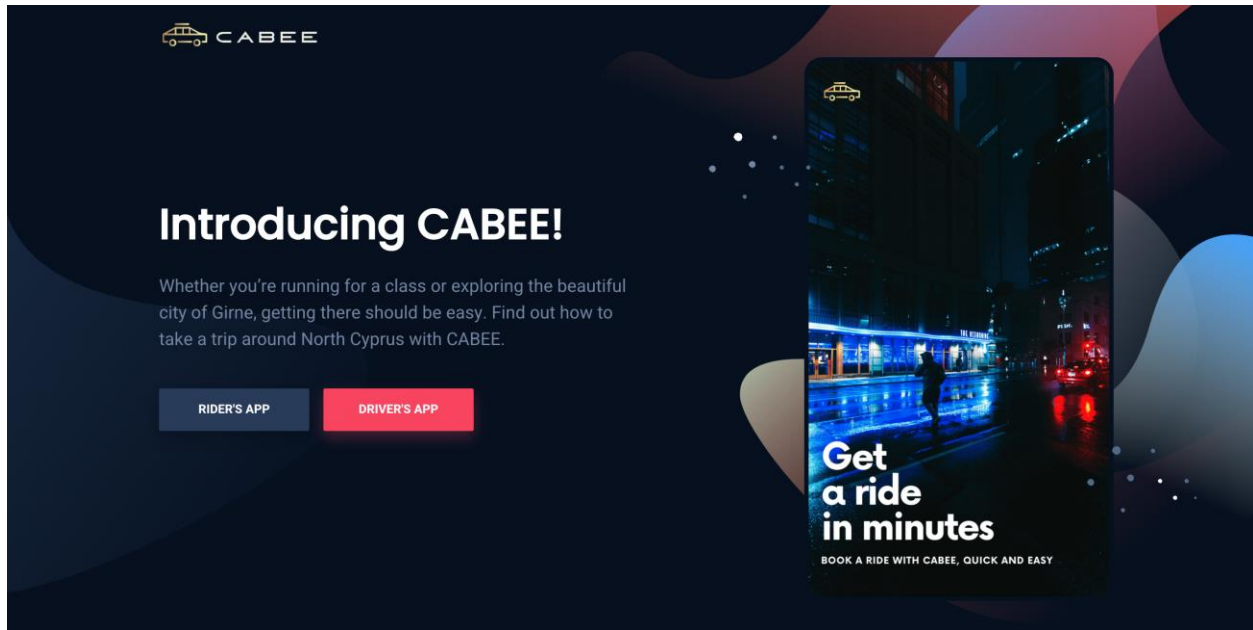 CABEE
Introducing CABEE!
Whether you’re running for a class or exploring the beautiful
city of Girne, getting there should be easy. Find out how to
take a trip around North Cyprus with CABEE.
RIDER'S APP
DRIVER'S APP
Get
a ride
in minutes
BOOK A RIDE WITH CABEE, QUICK AND EASY